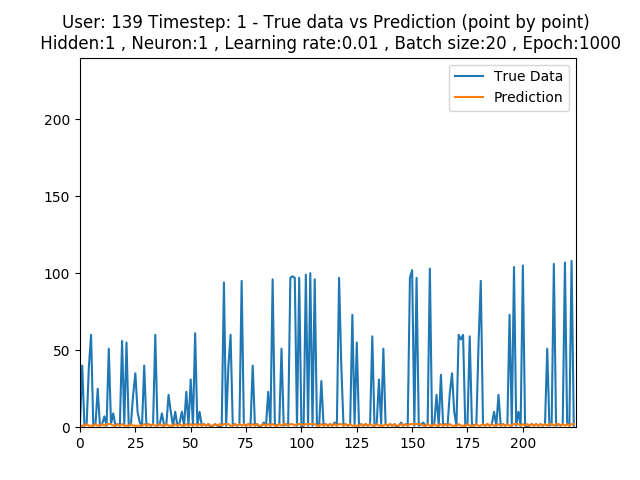 User: 139 Timestep: 1 - True data vs Prediction (point by point)
Hidden:1 , Neuron:1 , Learning rate:0.01 , Batch size:20 , Epoch:1000
True Data
Prediction
200
150
100
50
0
0 25 50 75 100 125 150 175 200